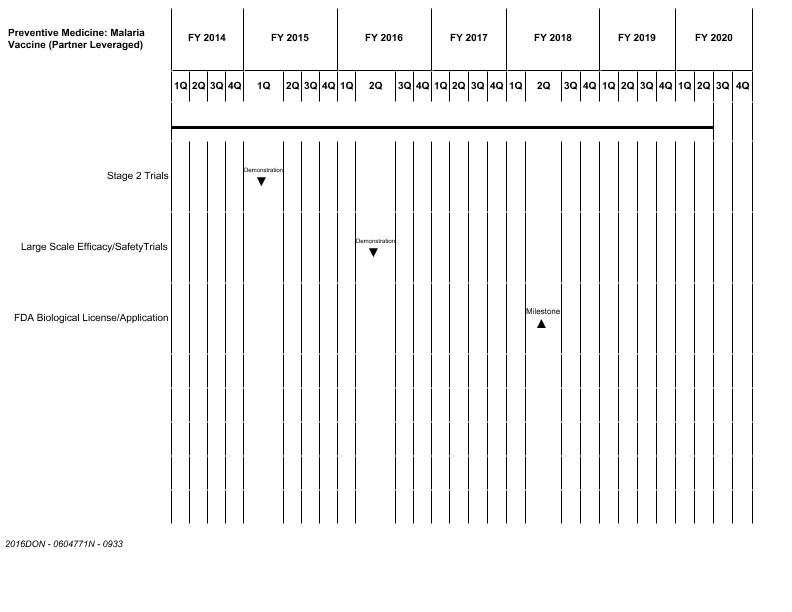 Preventive Medicine: Malaria
Vaccine (Partner Leveraged)
FY 2014 FY 2015 FY 2016 FY 2017 FY 2018 FY 2019 FY 2020
1Q 2Q 3Q 4Q 1Q 2Q 3Q 4Q 1Q 2Q 3Q 4Q 1Q 2Q 3Q 4Q 1Q 2Q 3Q 4Q 1Q 2Q 3Q 4Q 1Q 2Q 3Q 4Q
Demonstration
Stage 2 Trials
Demonstration
Large Scale Efficacy/SafetyTrials
Milestone
FDA Biological License/Application
2016DON - 0604771N - 0933